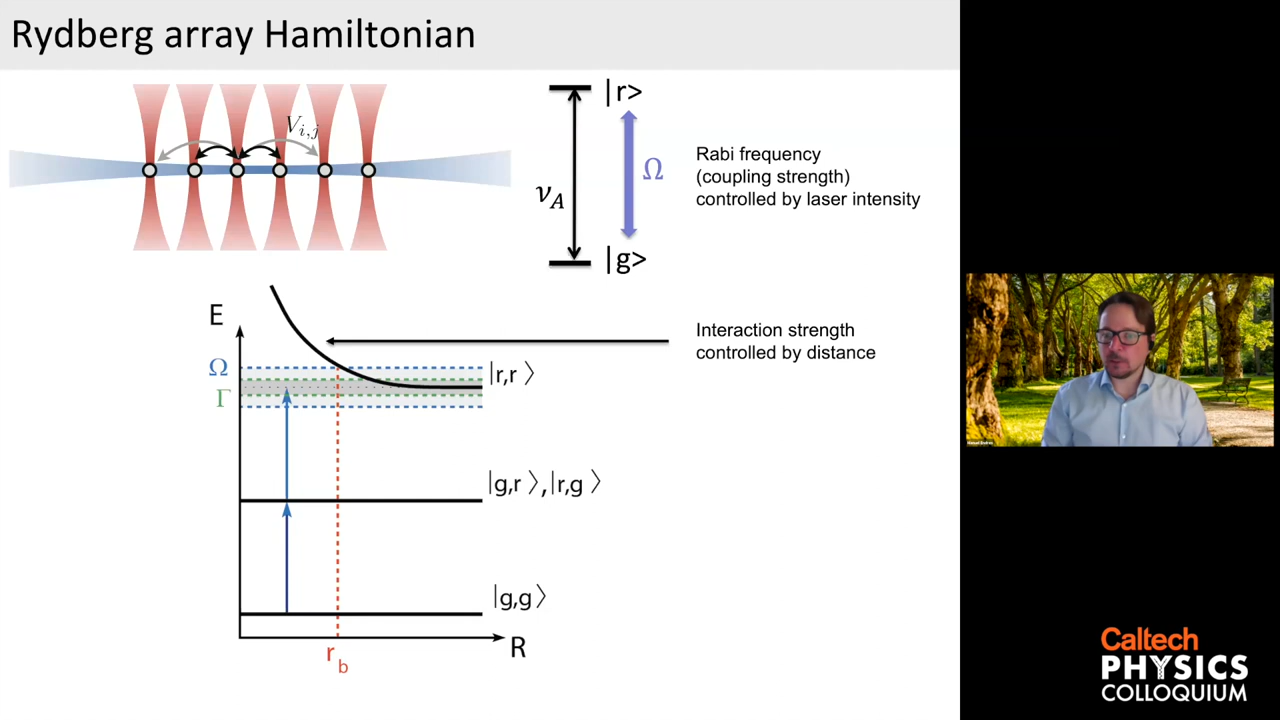 Rydberg array Hamiltonian
V_{i,j}
|r>
ν_A
Ω
|g>
Rabi frequency
(coupling strength)
controlled by laser intensity
E
Interaction strength
controlled by distance
Ω
Γ
|r,r⟩
|g,r⟩,|r,g⟩
|g,g⟩
R
r_b
Caltech
PHYSICS
COLLOQUIUM